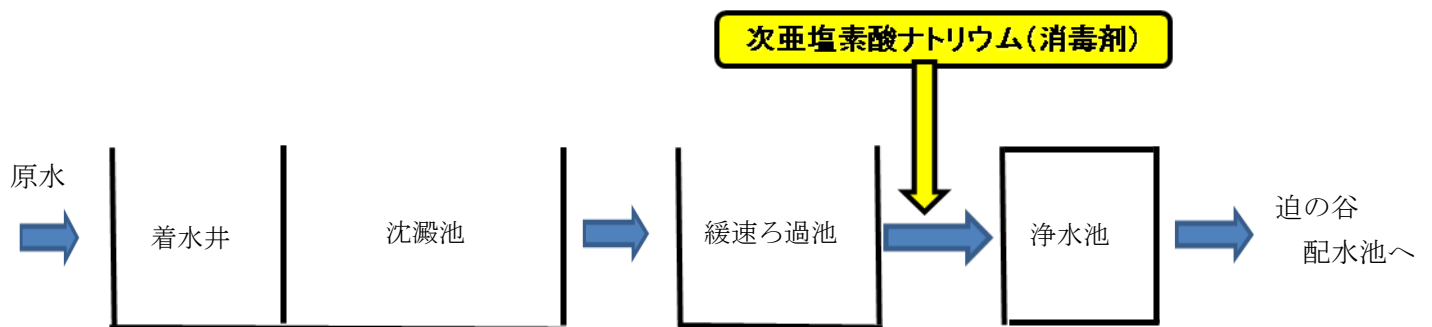 次亜塩素酸ナトリウム(消毒剤)
原水
着水井
沈澱池
緩速ろ過池
浄水池
迫の谷
配水池へ